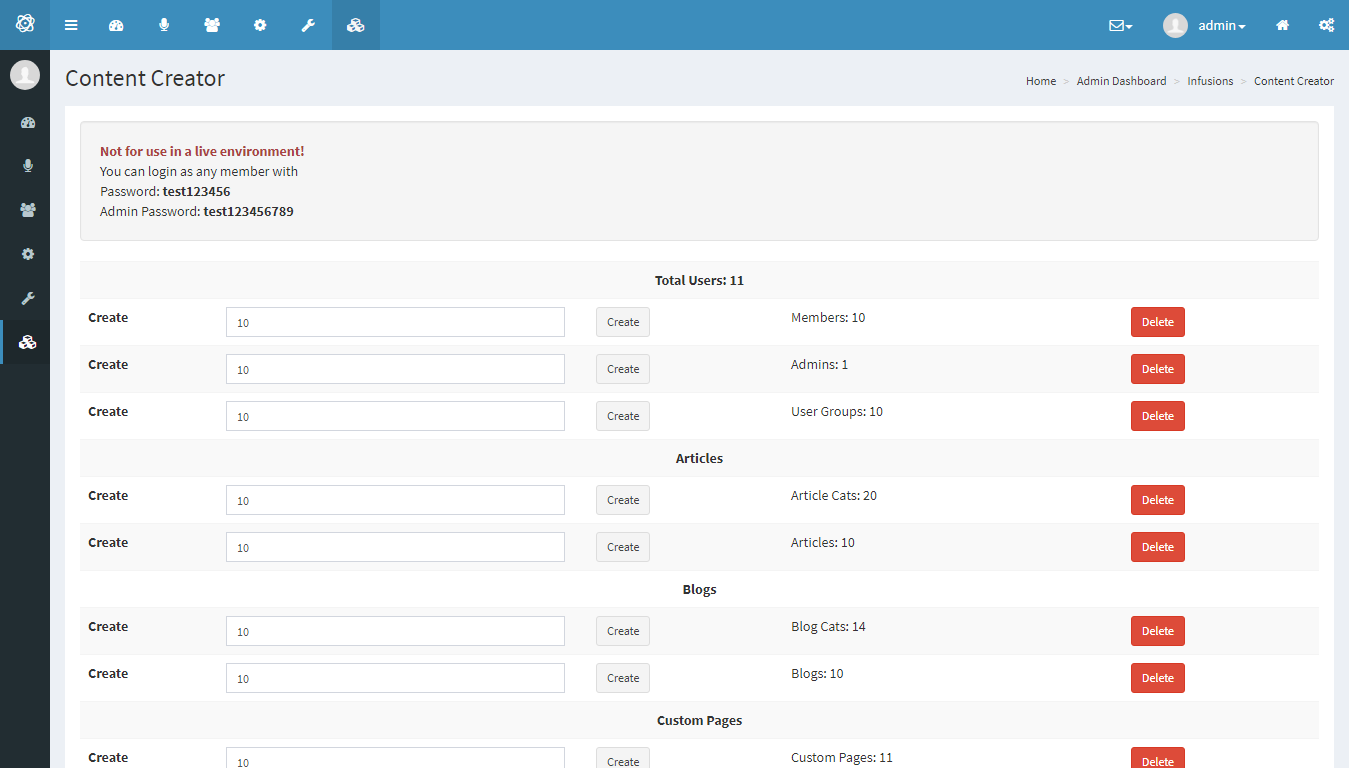 admin
Content Creator
Home > Admin Dashboard > Infusions > Content Creator
Not for use in a live environment!
You can login as any member with
Password: test123456
Admin Password: test123456789
Total Users: 11
Create 10 Create Members: 10 Delete
Create 10 Create Admins: 1 Delete
Create 10 Create User Groups: 10 Delete
Articles
Create 10 Create Article Cats: 20 Delete
Create 10 Create Articles: 10 Delete
Blogs
Create 10 Create Blog Cats: 14 Delete
Create 10 Create Blogs: 10 Delete
Custom Pages
Create 10 Create Custom Pages: 11 Delete